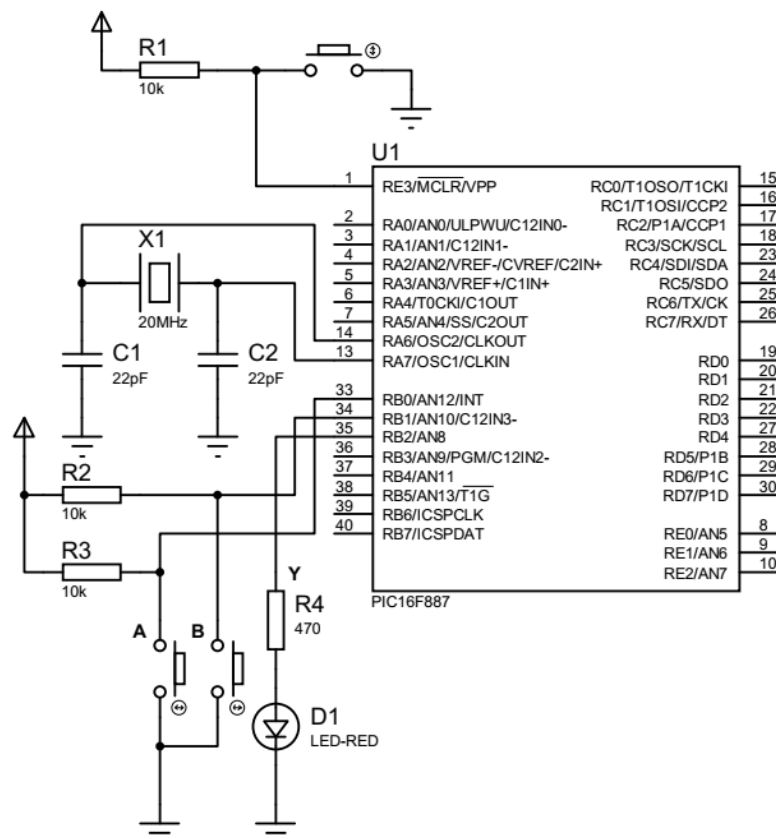 R1
10k
U1
1 RE3/MCLR/VPP RC0/T1OSO/T1CKI 15
RC1/T1OSI/CCP2 16
2 RA0/AN0/ULPWU/C12IN0- RC2/P1A/CCP1 17
3 RA1/AN1/C12IN1- RC3/SCK/SCL 18
4 RA2/AN2/VREF-/CVREF/C2IN+ RC4/SDI/SDA 23
5 RA3/AN3/VREF+/C1IN+ RC5/SDO 24
6 RA4/T0CKI/C1OUT RC6/TX/CK 25
7 RA5/AN4/SS/C2OUT RC7/RX/DT 26
14 RA6/OSC2/CLKOUT
13 RA7/OSC1/CLKIN RD0 19
RD1 20
33 RB0/AN12/INT RD2 21
34 RB1/AN10/C12IN3- RD3 22
35 RB2/AN8 RD4 27
36 RB3/AN9/PGM/C12IN2- RD5/P1B 28
37 RB4/AN11 RD6/P1C 29
38 RB5/AN13/T1G RD7/P1D 30
39 RB6/ICSPCLK
40 RB7/ICSPDAT RE0/AN5 8
RE1/AN6 9
RE2/AN7 10
PIC16F887
X1
20MHz
C1
22pF
C2
22pF
R2
10k
R3
10k
A
B
Y
R4
470
D1
LED-RED